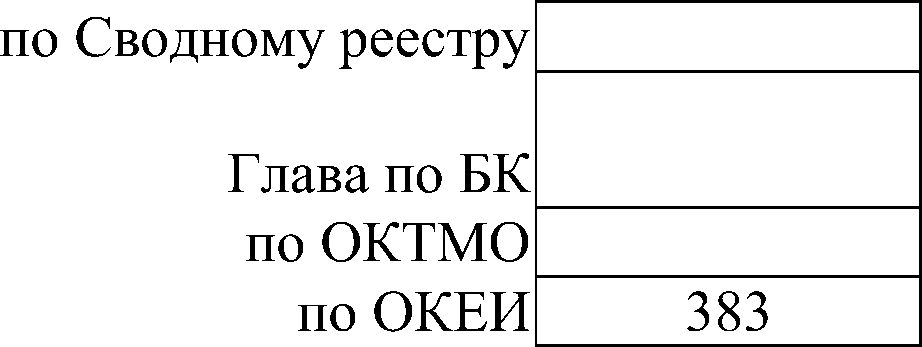 по Сводному реестру
Глава по БК
по ОКТМО
по ОКЕИ 383